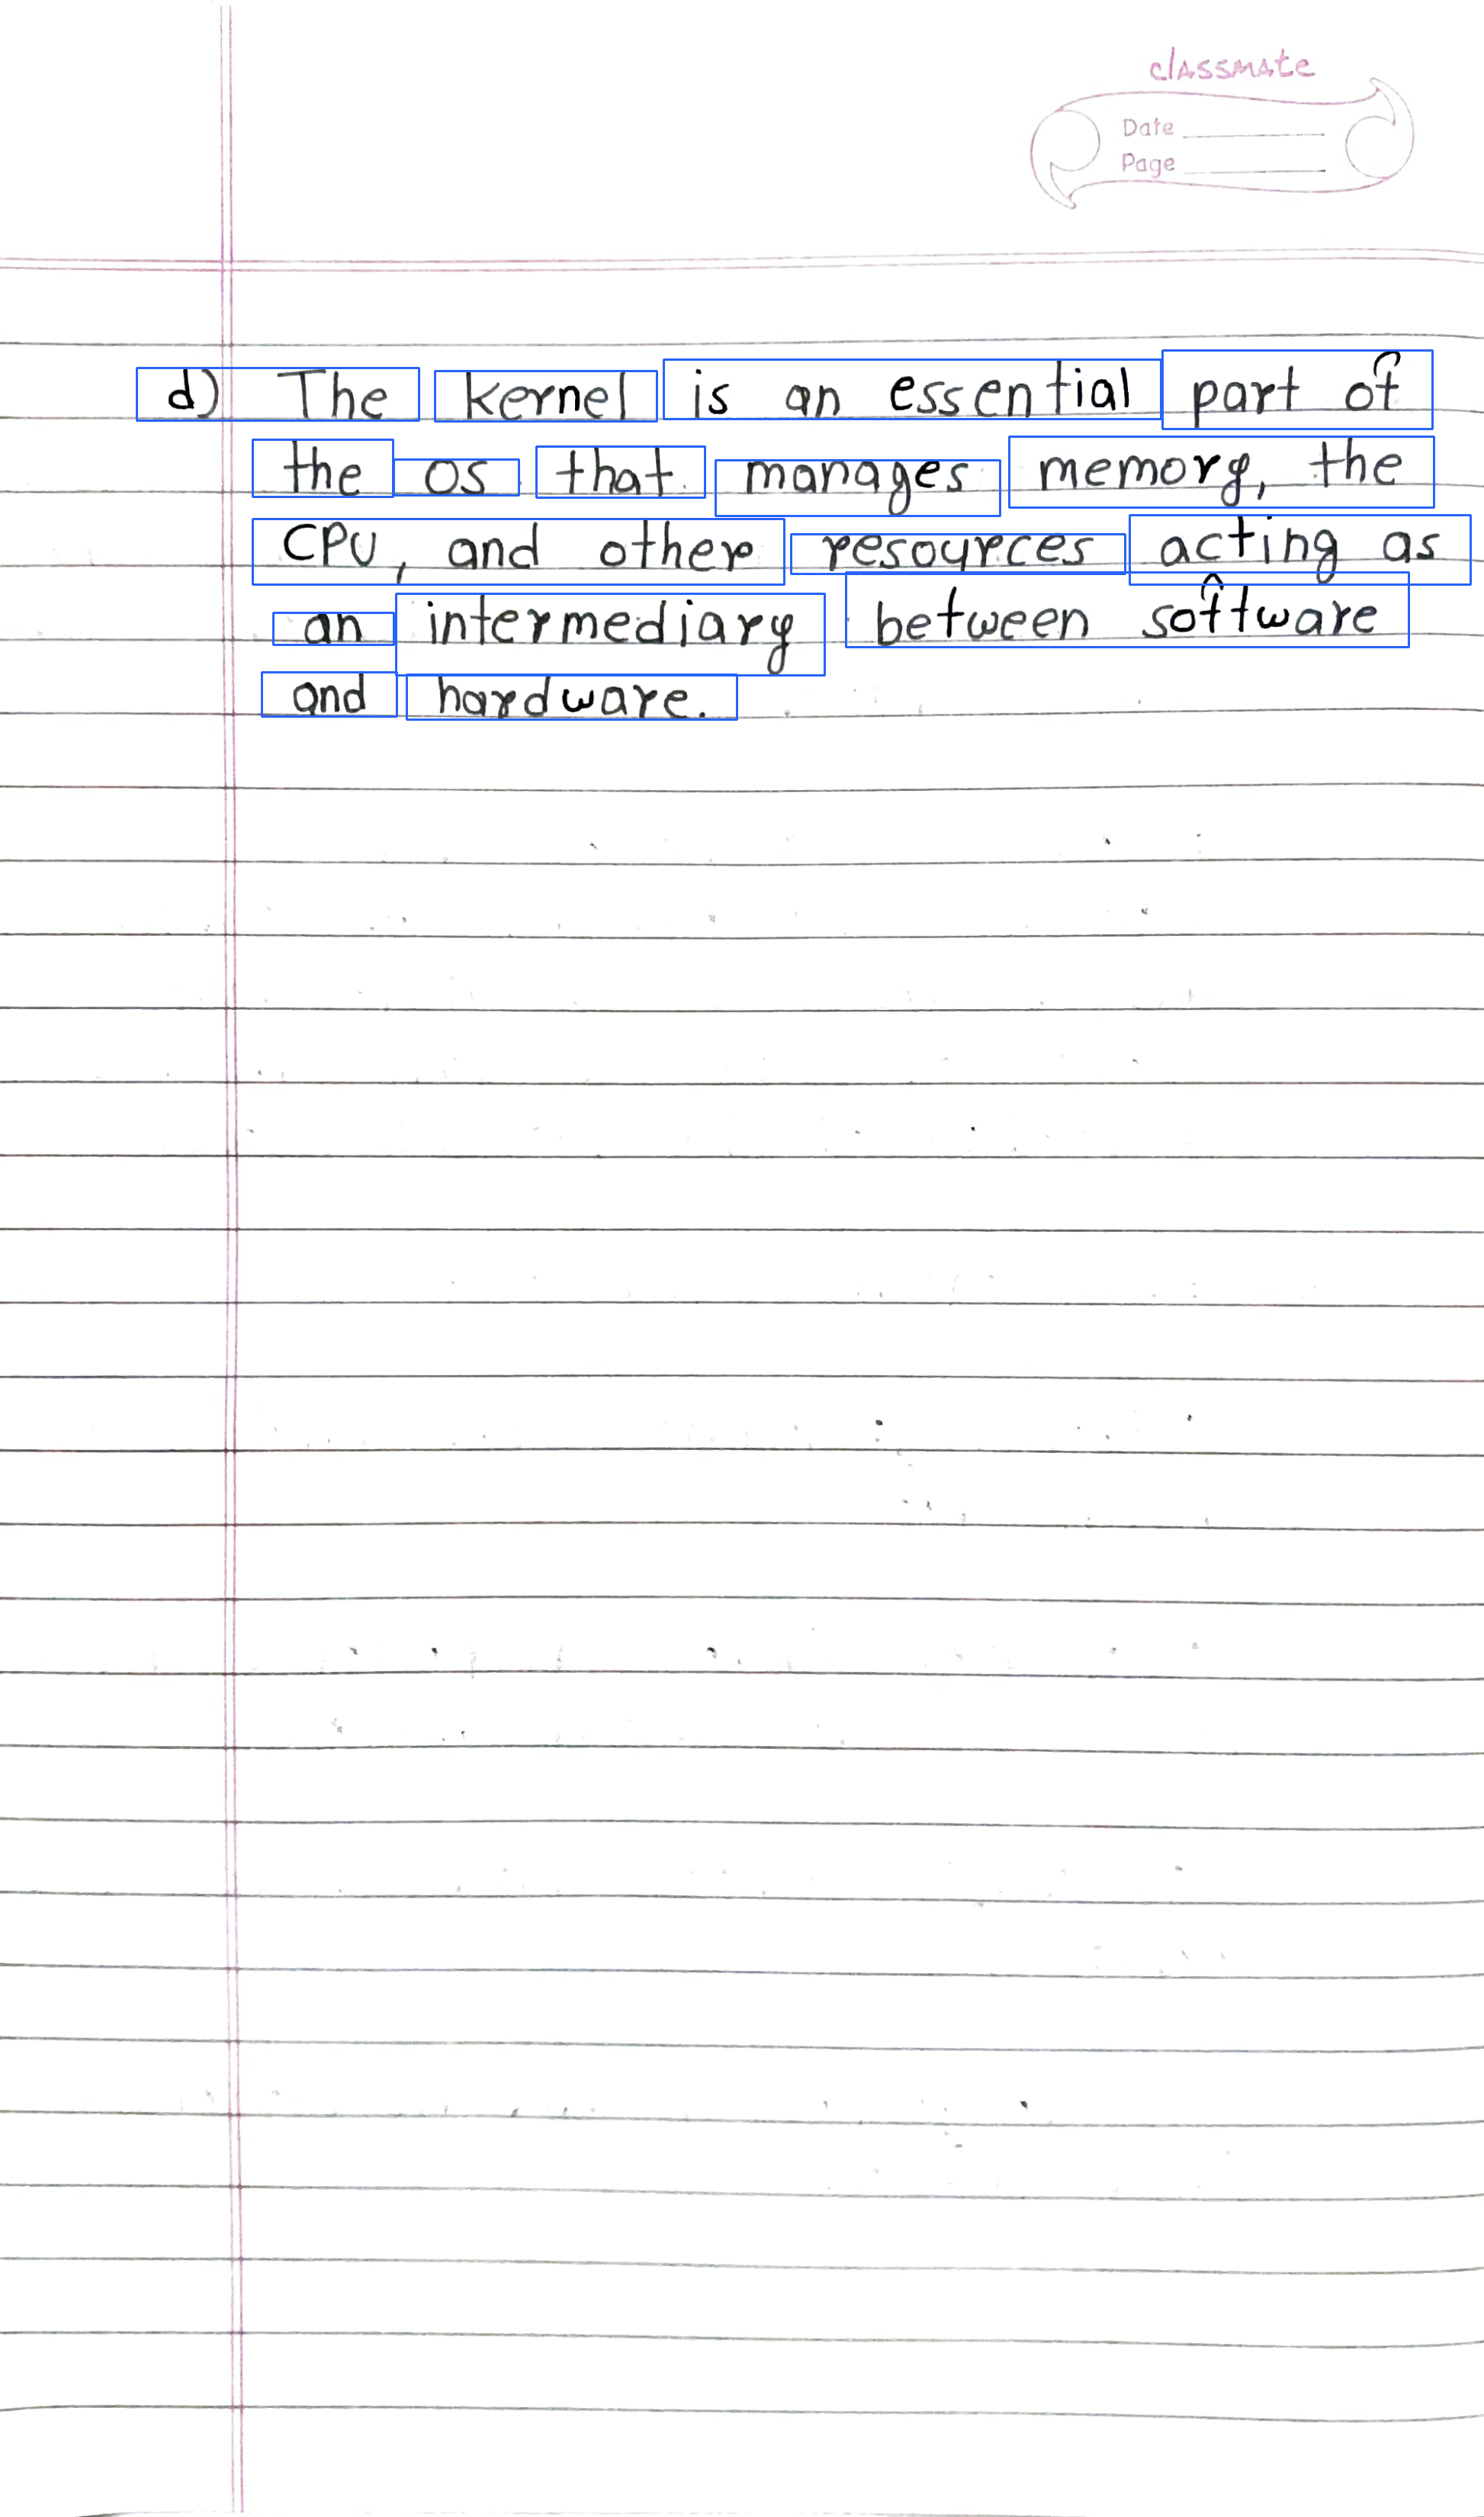 classmate
Date
Page
d) The kernel is an essential part of
the os that manages memory, the
CPU, and other resources acting as
an intermediary between software
and hardware.